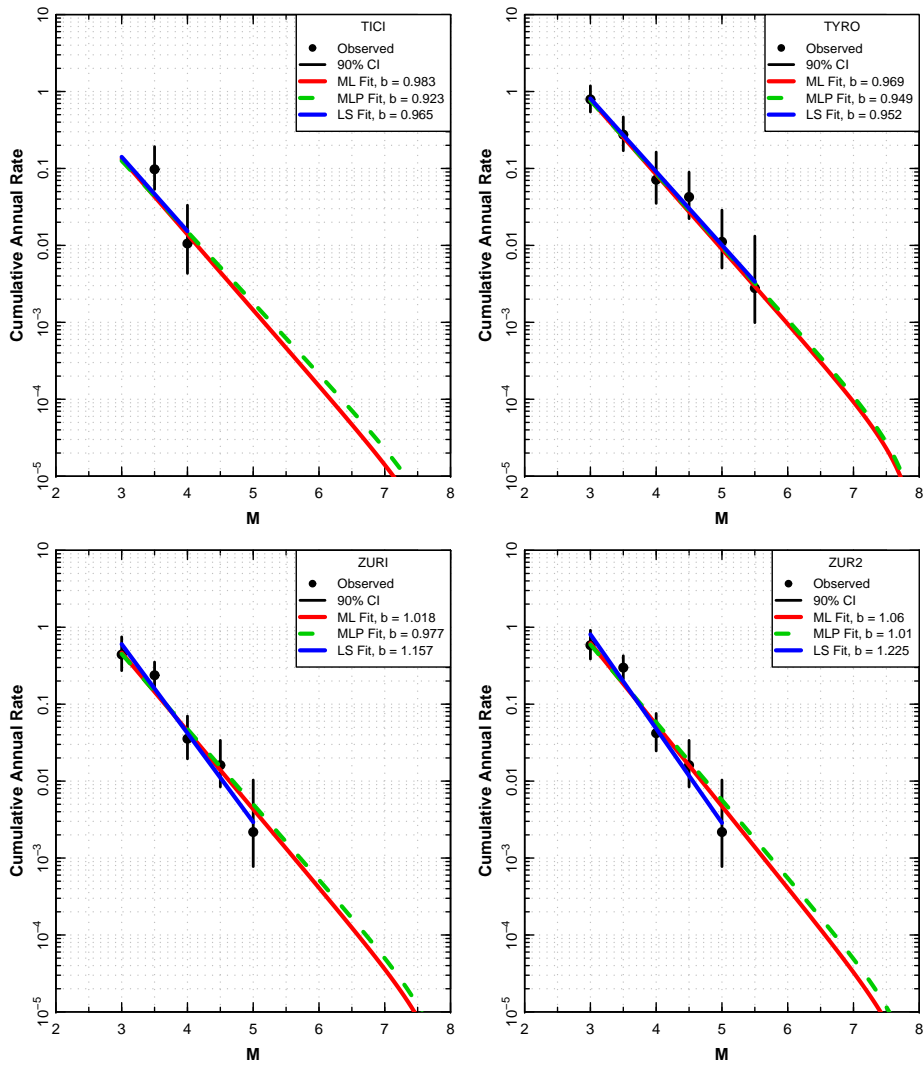 TICI
Observed
90% CI
ML Fit, b = 0.983
MLP Fit, b = 0.923
LS Fit, b = 0.965
Cumulative Annual Rate
10
1
0.1
0.01
10⁻³
10⁻⁴
10⁻⁵
2 3 4 5 6 7 8
M
TYRO
Observed
90% CI
ML Fit, b = 0.969
MLP Fit, b = 0.949
LS Fit, b = 0.952
Cumulative Annual Rate
10
1
0.1
0.01
10⁻³
10⁻⁴
10⁻⁵
2 3 4 5 6 7 8
M
ZURI
Observed
90% CI
ML Fit, b = 1.018
MLP Fit, b = 0.977
LS Fit, b = 1.157
Cumulative Annual Rate
10
1
0.1
0.01
10⁻³
10⁻⁴
10⁻⁵
2 3 4 5 6 7 8
M
ZUR2
Observed
90% CI
ML Fit, b = 1.06
MLP Fit, b = 1.01
LS Fit, b = 1.225
Cumulative Annual Rate
10
1
0.1
0.01
10⁻³
10⁻⁴
10⁻⁵
2 3 4 5 6 7 8
M